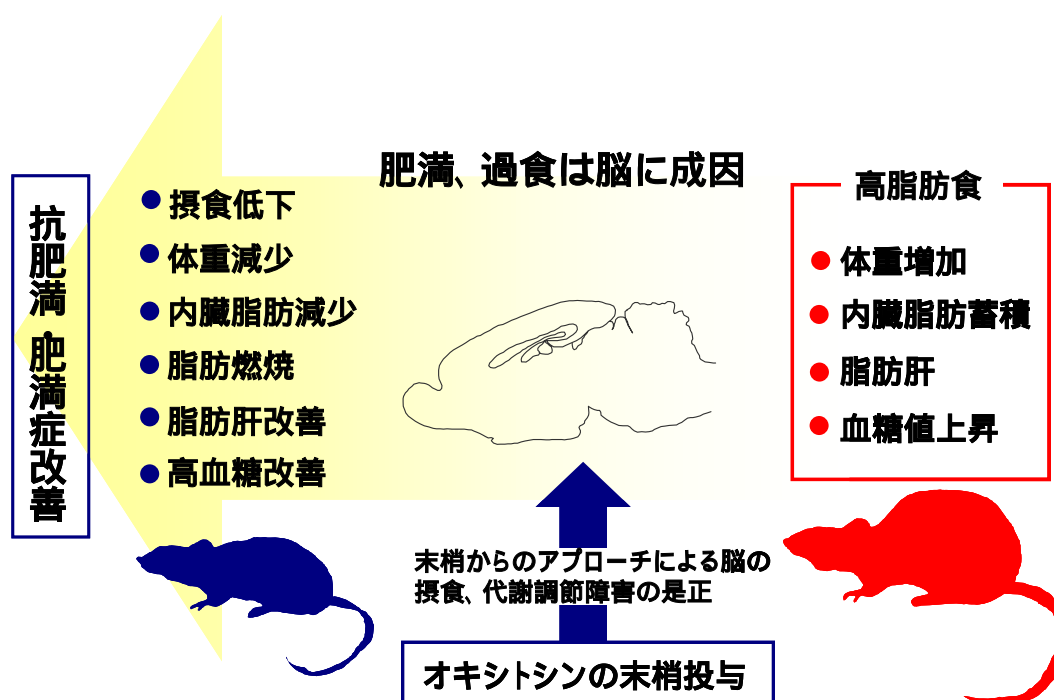 肥満、過食は脳に成因
抗肥満・肥満症改善
摂食低下
体重減少
内臓脂肪減少
脂肪燃焼
脂肪肝改善
高血糖改善
高脂肪食
体重増加
内臓脂肪蓄積
脂肪肝
血糖値上昇
末梢からのアプローチによる脳の
摂食、代謝調節障害の是正
オキシトシンの末梢投与